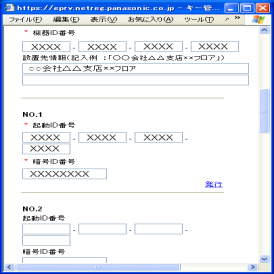 https://eprv.netreg.panasonic.co.jp - キー管...
ファイル(F) 編集(E) 表示(V) お気に入り(A) ツール(T) »
* 機器ID番号
XXXX - XXXX - XXXX - XXXX
設置先情報(記入例 :「〇〇会社△△支店××フロア」)
○○会社△△支店××フロア
NO.1
* 起動ID番号
XXXX - XXXX - XXXX -
XXXX
* 暗号ID番号
XXXXXXXX
発行
NO.2
起動ID番号
- - -
暗号ID番号